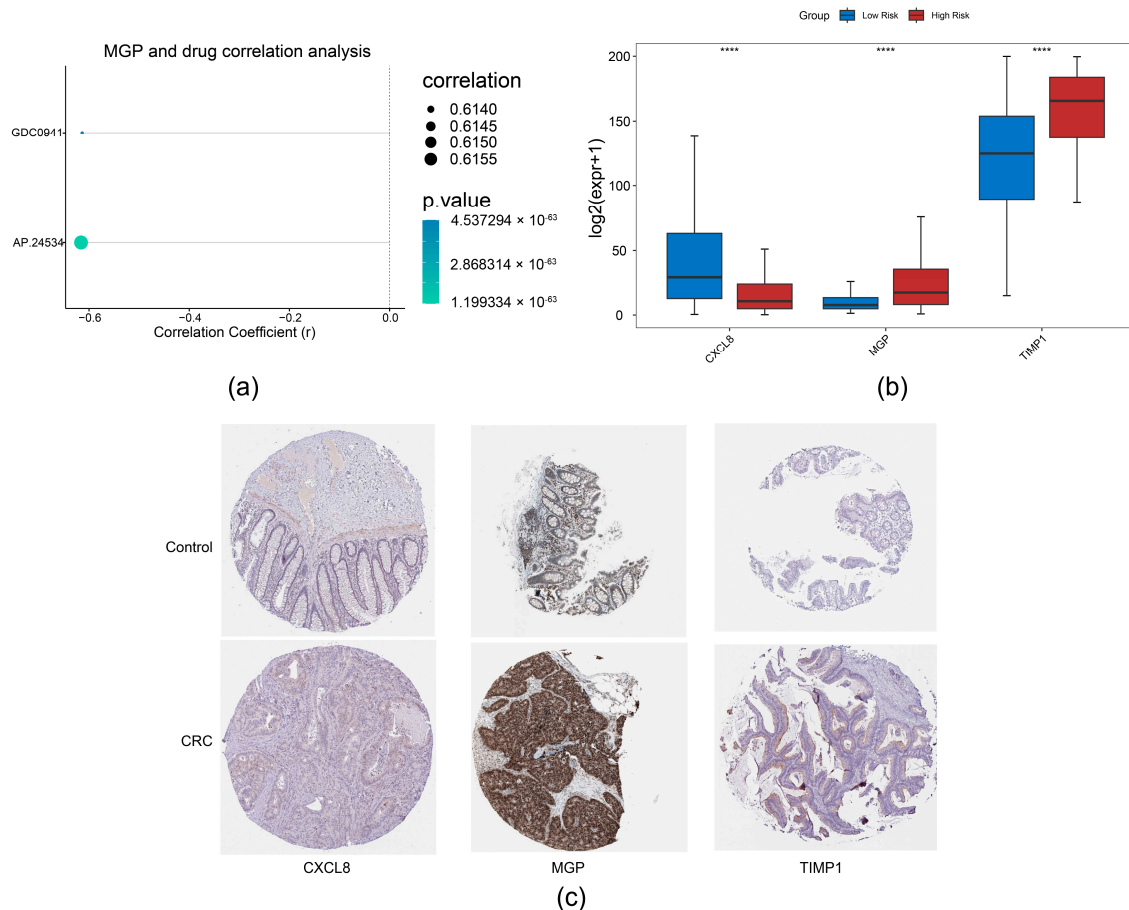 MGP and drug correlation analysis
GDC0941
AP.24534
−0.6 −0.4 −0.2 0.0
Correlation Coefficient (r)
correlation
0.6140
0.6145
0.6150
0.6155
p.value
4.537294 × 10⁻⁶³
2.868314 × 10⁻⁶³
1.199334 × 10⁻⁶³
(a)
Group Low Risk High Risk
**** **** ****
200
150
100
50
0
log2(expr+1)
CXCL8 MGP TIMP1
(b)
Control
CRC
CXCL8 MGP TIMP1
(c)